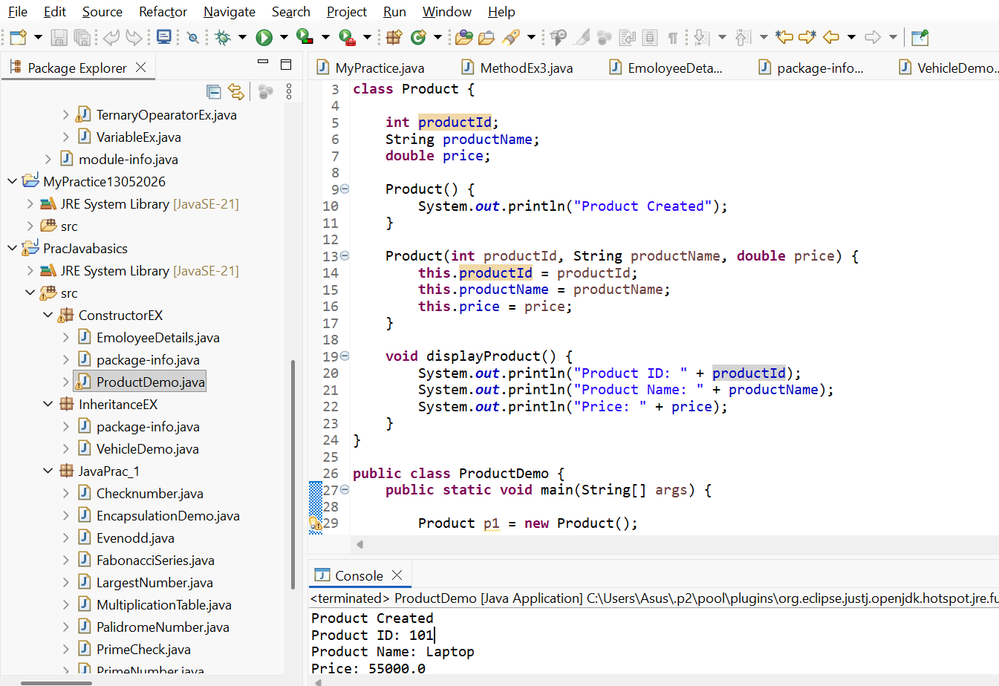 File Edit Source Refactor Navigate Search Project Run Window Help
Package Explorer
TernaryOpearatorEx.java
VariableEx.java
module-info.java
MyPractice13052026
JRE System Library [JavaSE-21]
src
PracJavabasics
JRE System Library [JavaSE-21]
src
ConstructorEX
EmoloyeeDetails.java
package-info.java
ProductDemo.java
InheritanceEX
package-info.java
VehicleDemo.java
JavaPrac_1
Checknumber.java
EncapsulationDemo.java
Evenodd.java
FabonacciSeries.java
LargestNumber.java
MultiplicationTable.java
PalidromeNumber.java
PrimeCheck.java
PrimeNumber.java
MyPractice.java MethodEx3.java EmoloyeeDeta... package-info... VehicleDemo..
3 class Product {
4
5 int productId;
6 String productName;
7 double price;
8
9 Product() {
10 System.out.println("Product Created");
11 }
12
13 Product(int productId, String productName, double price) {
14 this.productId = productId;
15 this.productName = productName;
16 this.price = price;
17 }
18
19 void displayProduct() {
20 System.out.println("Product ID: " + productId);
21 System.out.println("Product Name: " + productName);
22 System.out.println("Price: " + price);
23 }
24 }
25
26 public class ProductDemo {
27 public static void main(String[] args) {
28
29 Product p1 = new Product();
Console
<terminated> ProductDemo [Java Application] C:\Users\Asus\.p2\pool\plugins\org.eclipse.justj.openjdk.hotspot.jre.fu
Product Created
Product ID: 101
Product Name: Laptop
Price: 55000.0